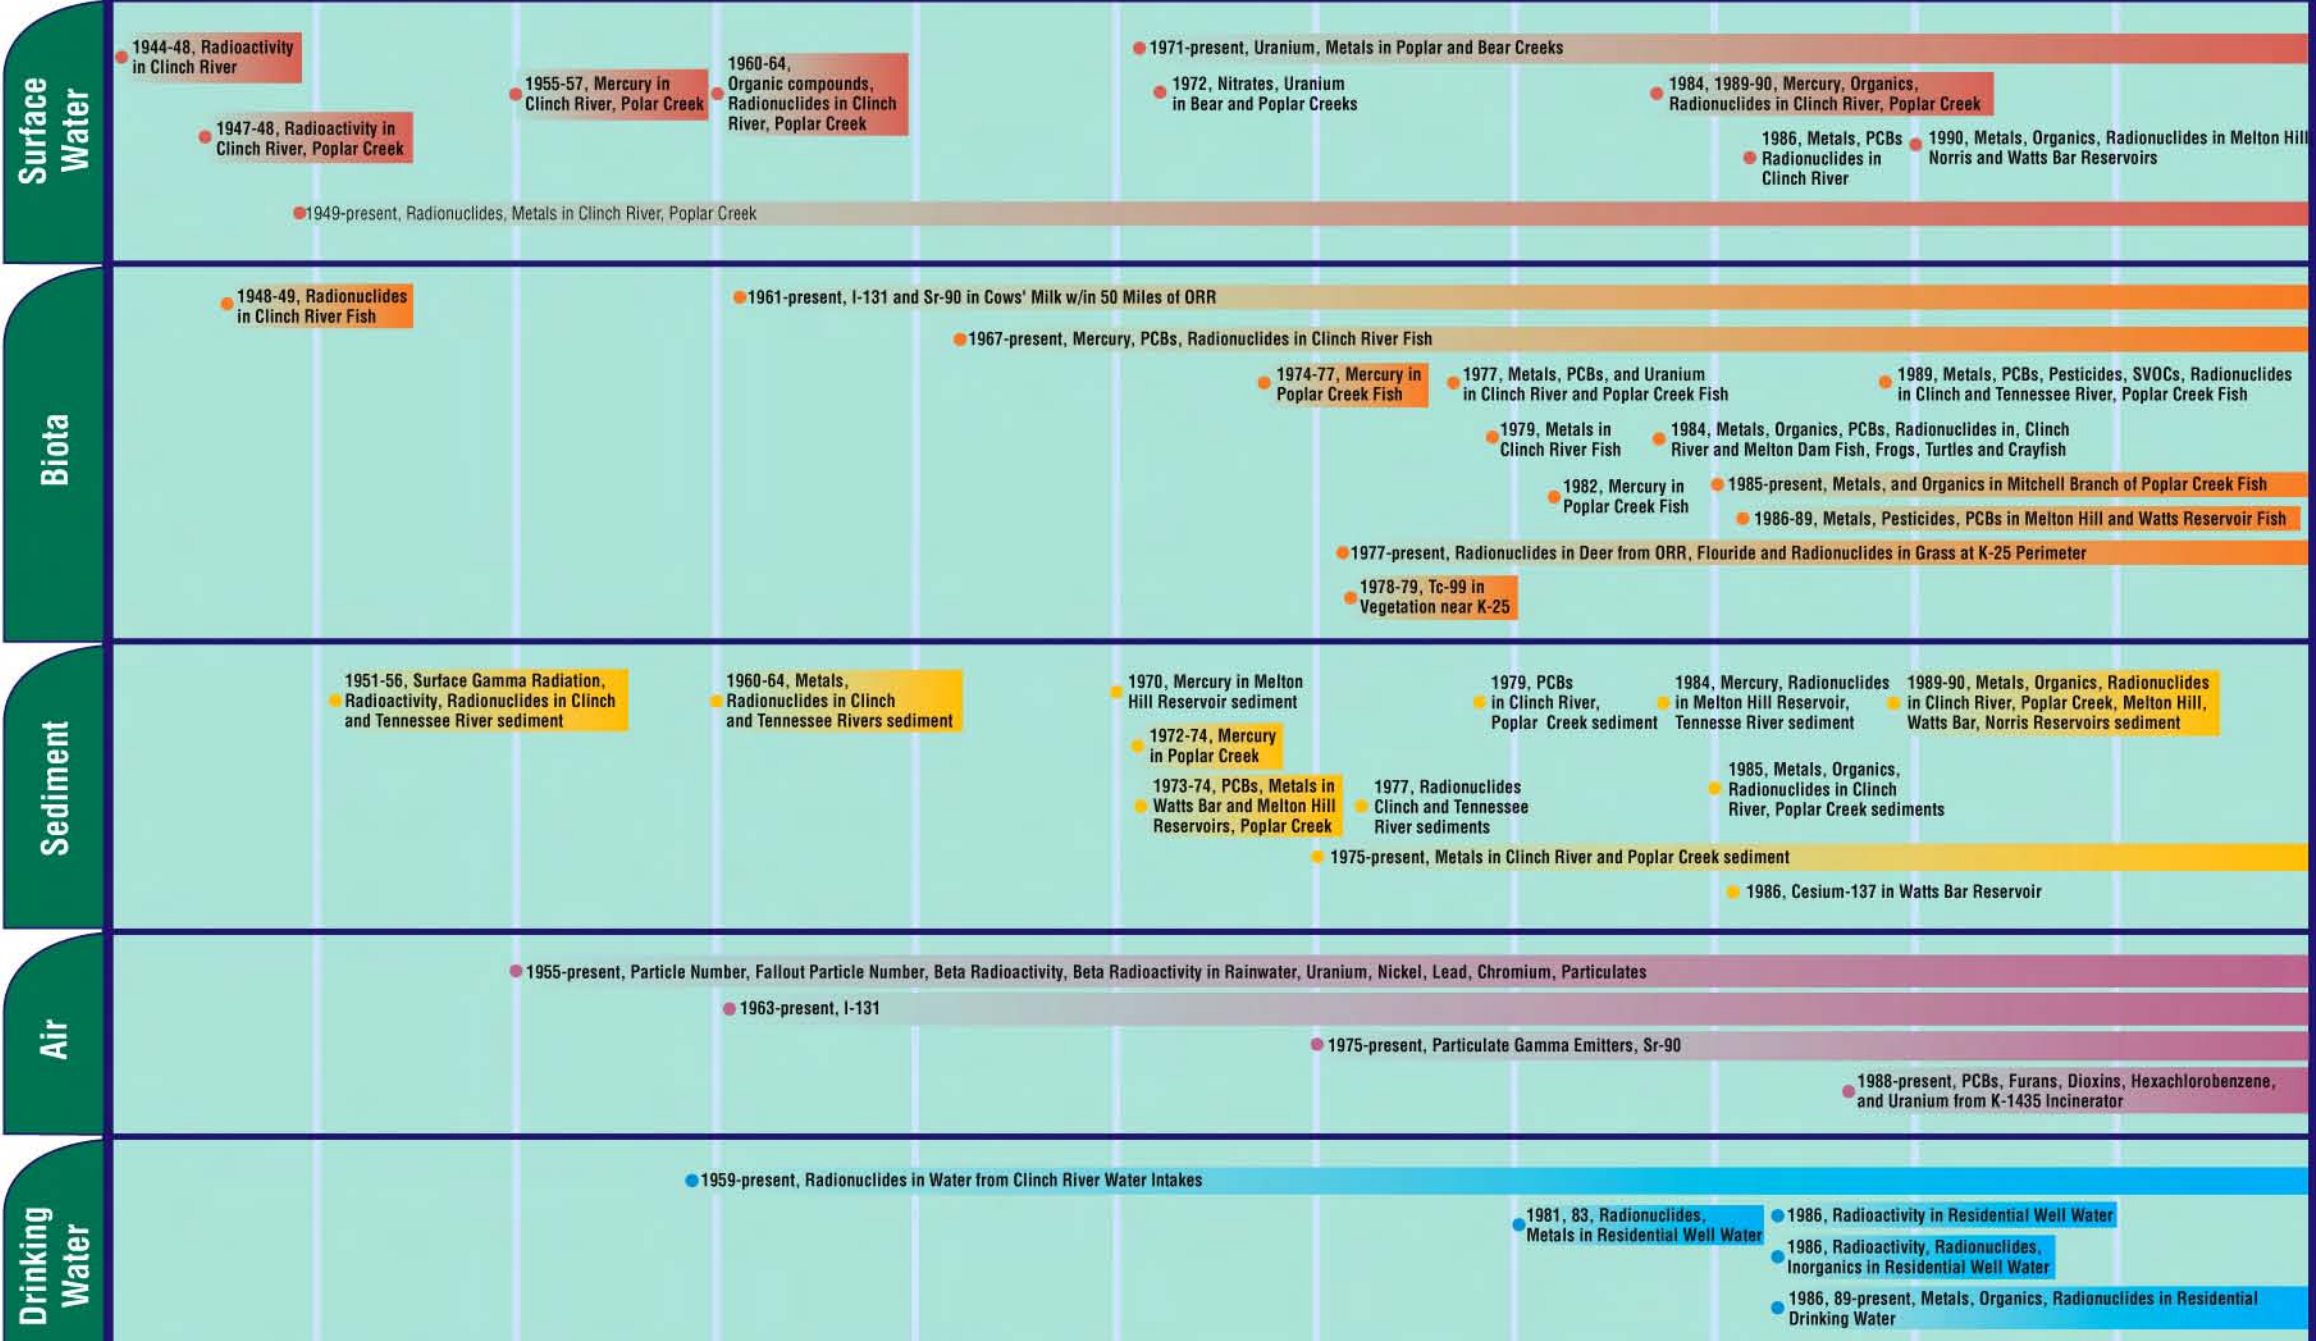 Surface
Water
1944-48, Radioactivity
in Clinch River
1947-48, Radioactivity in
Clinch River, Poplar Creek
1955-57, Mercury in
Clinch River, Polar Creek
1960-64,
Organic compounds,
Radionuclides in Clinch
River, Poplar Creek
1971-present, Uranium, Metals in Poplar and Bear Creeks
1972, Nitrates, Uranium
in Bear and Poplar Creeks
1984, 1989-90, Mercury, Organics,
Radionuclides in Clinch River, Poplar Creek
1986, Metals, PCBs
Radionuclides in
Clinch River
1990, Metals, Organics, Radionuclides in Melton Hill
Norris and Watts Bar Reservoirs
1949-present, Radionuclides, Metals in Clinch River, Poplar Creek
Biota
1948-49, Radionuclides
in Clinch River Fish
1961-present, I-131 and Sr-90 in Cows' Milk w/in 50 Miles of ORR
1967-present, Mercury, PCBs, Radionuclides in Clinch River Fish
1974-77, Mercury in
Poplar Creek Fish
1977, Metals, PCBs, and Uranium
in Clinch River and Poplar Creek Fish
1989, Metals, PCBs, Pesticides, SVOCs, Radionuclides
in Clinch and Tennessee River, Poplar Creek Fish
1979, Metals in
Clinch River Fish
1984, Metals, Organics, PCBs, Radionuclides in, Clinch
River and Melton Dam Fish, Frogs, Turtles and Crayfish
1982, Mercury in
Poplar Creek Fish
1985-present, Metals, and Organics in Mitchell Branch of Poplar Creek Fish
1986-89, Metals, Pesticides, PCBs in Melton Hill and Watts Reservoir Fish
1977-present, Radionuclides in Deer from ORR, Flouride and Radionuclides in Grass at K-25 Perimeter
1978-79, Tc-99 in
Vegetation near K-25
Sediment
1951-56, Surface Gamma Radiation,
Radioactivity, Radionuclides in Clinch
and Tennessee River sediment
1960-64, Metals,
Radionuclides in Clinch
and Tennessee Rivers sediment
1970, Mercury in Melton
Hill Reservoir sediment
1972-74, Mercury
in Poplar Creek
1973-74, PCBs, Metals in
Watts Bar and Melton Hill
Reservoirs, Poplar Creek
1977, Radionuclides
Clinch and Tennessee
River sediments
1979, PCBs
in Clinch River,
Poplar Creek sediment
1984, Mercury, Radionuclides
in Melton Hill Reservoir,
Tennesse River sediment
1989-90, Metals, Organics, Radionuclides
in Clinch River, Poplar Creek, Melton Hill,
Watts Bar, Norris Reservoirs sediment
1985, Metals, Organics,
Radionuclides in Clinch
River, Poplar Creek sediments
1975-present, Metals in Clinch River and Poplar Creek sediment
1986, Cesium-137 in Watts Bar Reservoir
Air
1955-present, Particle Number, Fallout Particle Number, Beta Radioactivity, Beta Radioactivity in Rainwater, Uranium, Nickel, Lead, Chromium, Particulates
1963-present, I-131
1975-present, Particulate Gamma Emitters, Sr-90
1988-present, PCBs, Furans, Dioxins, Hexachlorobenzene,
and Uranium from K-1435 Incinerator
Drinking
Water
1959-present, Radionuclides in Water from Clinch River Water Intakes
1981, 83, Radionuclides,
Metals in Residential Well Water
1986, Radioactivity in Residential Well Water
1986, Radioactivity, Radionuclides,
Inorganics in Residential Well Water
1986, 89-present, Metals, Organics, Radionuclides in Residential
Drinking Water